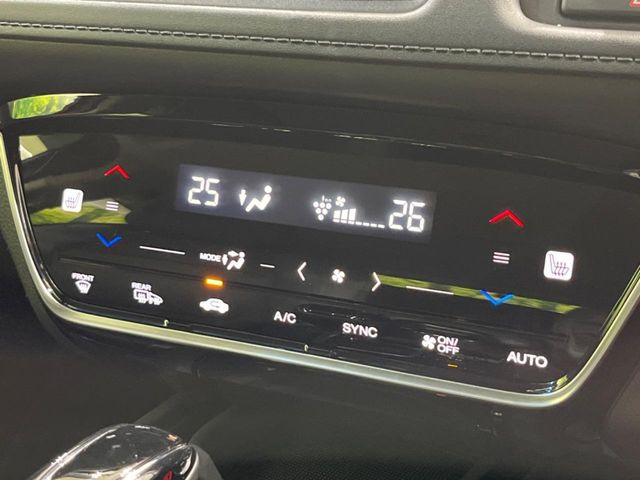 25 26
MODE
FRONT
REAR
A/C
SYNC
ON/
OFF
AUTO